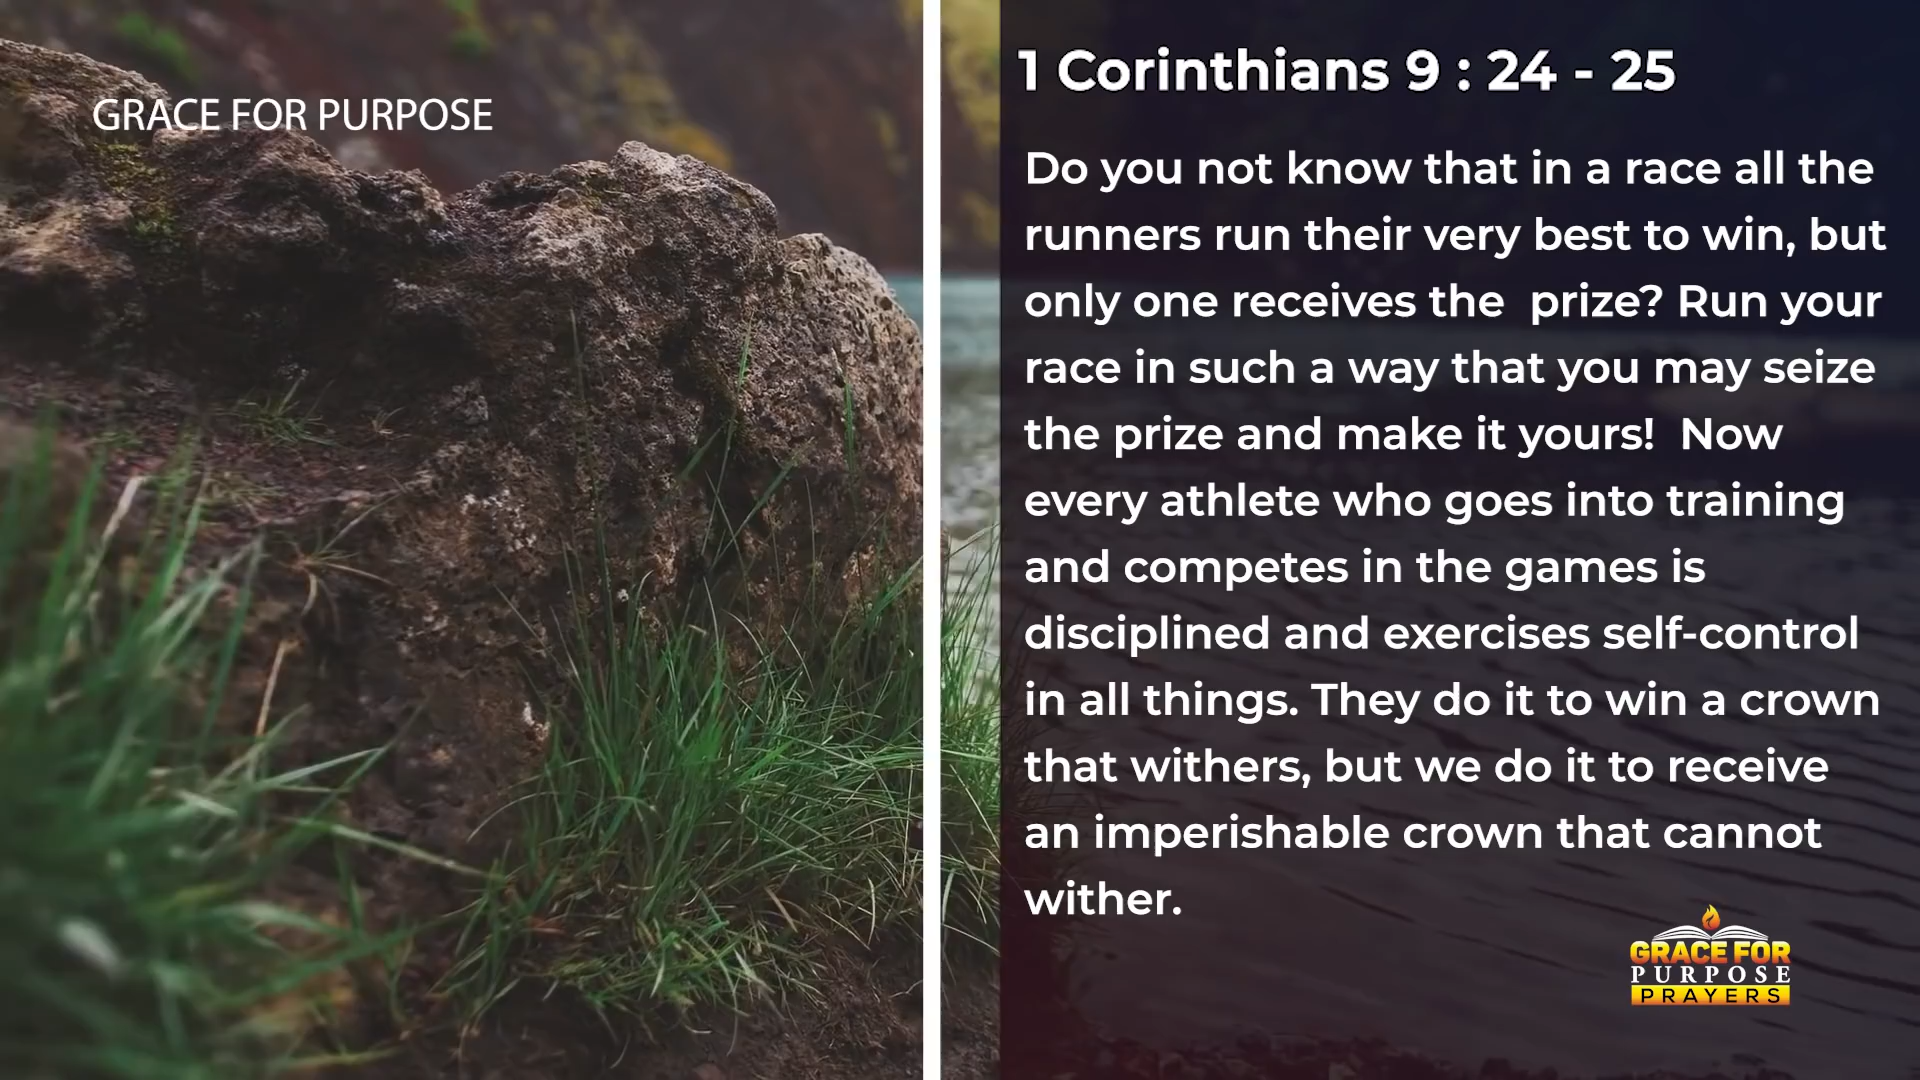 GRACE FOR PURPOSE
1 Corinthians 9 : 24 - 25
Do you not know that in a race all the
runners run their very best to win, but
only one receives the  prize? Run your
race in such a way that you may seize
the prize and make it yours!  Now
every athlete who goes into training
and competes in the games is
disciplined and exercises self-control
in all things. They do it to win a crown
that withers, but we do it to receive
an imperishable crown that cannot
wither.
GRACE FOR
PURPOSE
PRAYERS